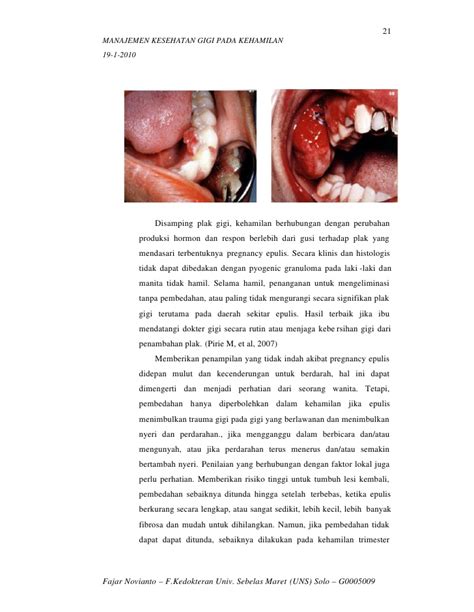 21
MANAJEMEN KESEHATAN GIGI PADA KEHAMILAN
19-1-2010
Disamping plak gigi, kehamilan berhubungan dengan perubahan
produksi hormon dan respon berlebih dari gusi terhadap plak yang
mendasari terbentuknya pregnancy epulis. Secara klinis dan histologis
tidak dapat dibedakan dengan pyogenic granuloma pada laki -laki dan
wanita tidak hamil. Selama hamil, penanganan untuk mengeliminasi
tanpa pembedahan, atau paling tidak mengurangi secara signifikan plak
gigi terutama pada daerah sekitar epulis. Hasil terbaik jika ibu
mendatangi dokter gigi secara rutin atau menjaga kebe rsihan gigi dari
penambahan plak. (Pirie M, et al, 2007)
Memberikan penampilan yang tidak indah akibat pregnancy epulis
didepan mulut dan kecenderungan untuk berdarah, hal ini dapat
dimengerti dan menjadi perhatian dari seorang wanita. Tetapi,
pembedahan hanya diperbolehkan dalam kehamilan jika epulis
menimbulkan trauma gigi pada gigi yang berlawanan dan menimbulkan
nyeri dan perdarahan., jika mengganggu dalam berbicara dan/atau
mengunyah, atau jika perdarahan terus menerus dan/atau semakin
bertambah nyeri. Penilaian yang berhubungan dengan faktor lokal juga
perlu perhatian. Memberikan risiko tinggi untuk tumbuh lesi kembali,
pembedahan sebaiknya ditunda hingga setelah terbebas, ketika epulis
berkurang secara lengkap, atau sangat sedikit, lebih kecil, lebih banyak
fibrosa dan mudah untuk dihilangkan. Namun, jika pembedahan tidak
dapat dapat ditunda, sebaiknya dilakukan pada kehamilan trimester
Fajar Novianto – F.Kedokteran Univ. Sebelas Maret (UNS) Solo – G0005009